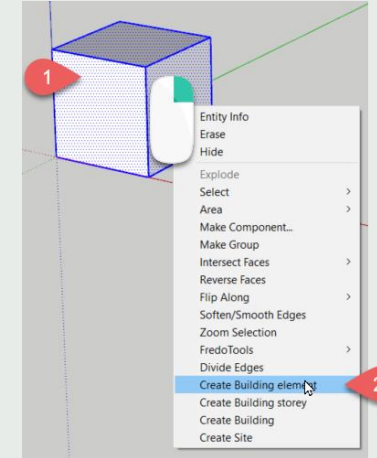 1
Entity Info
Erase
Hide
Explode
Select
Area
Make Component...
Make Group
Intersect Faces
Reverse Faces
Flip Along
Soften/Smooth Edges
Zoom Selection
FredoTools
Divide Edges
Create Building element
2
Create Building storey
Create Building
Create Site